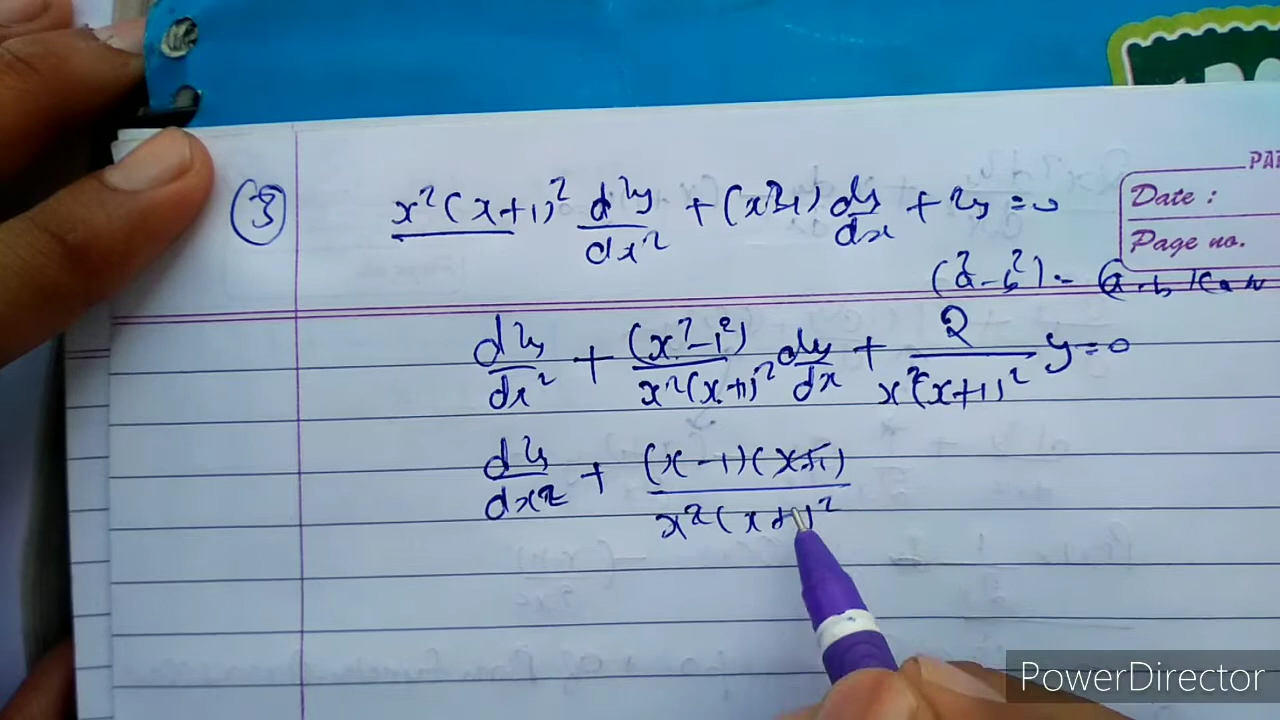 ③ x²(x+1)² d²y/dx² + (x²-1) dy/dx + 2y = 0
Date :
Page no.
(a²-b²) = (a-b)(a+b
d²y/dx² + (x²-1²)/x²(x+1)² dy/dx + 2/x²(x+1)² y = 0
d²y/dx² + (x-1)(x+1)/x²(x+1)²
PowerDirector